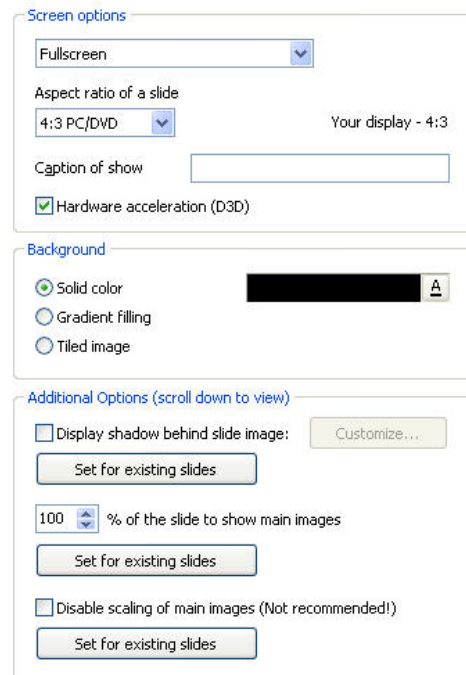 Screen options
Fullscreen
Aspect ratio of a slide
4:3 PC/DVD Your display - 4:3
Caption of show
Hardware acceleration (D3D)
Background
Solid color A
Gradient filling
Tiled image
Additional Options (scroll down to view)
Display shadow behind slide image: Customize...
Set for existing slides
100 % of the slide to show main images
Set for existing slides
Disable scaling of main images (Not recommended!)
Set for existing slides